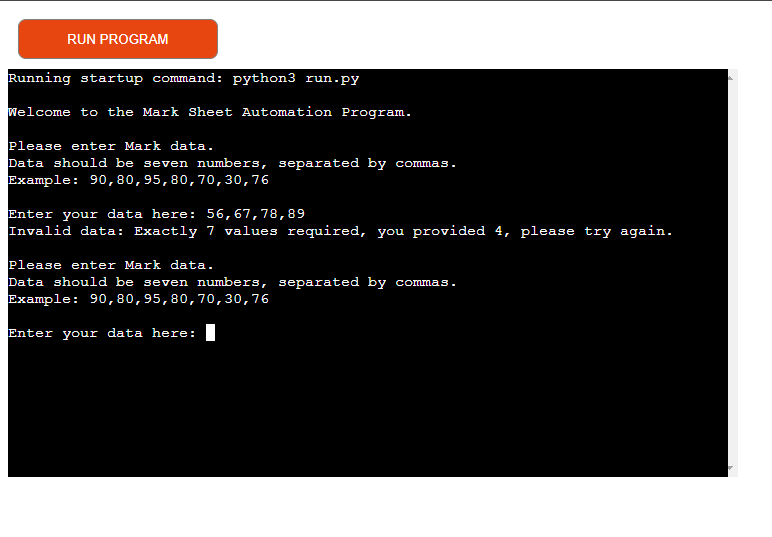 RUN PROGRAM
Running startup command: python3 run.py
Welcome to the Mark Sheet Automation Program.
Please enter Mark data.
Data should be seven numbers, separated by commas.
Example: 90,80,95,80,70,30,76
Enter your data here: 56,67,78,89
Invalid data: Exactly 7 values required, you provided 4, please try again.
Please enter Mark data.
Data should be seven numbers, separated by commas.
Example: 90,80,95,80,70,30,76
Enter your data here: